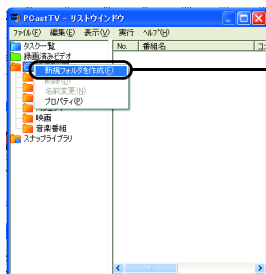 PCastTV - リストウインドウ
ファイル(F) 編集(E) 表示(V) 実行 ヘルプ(H)
タスク一覧
録画済みビデオ
No. 番組名
新規フォルダを作成(F)
削除(D)
名前変更(N)
プロパティ(P)
映画
音楽番組
スナップライブラリ